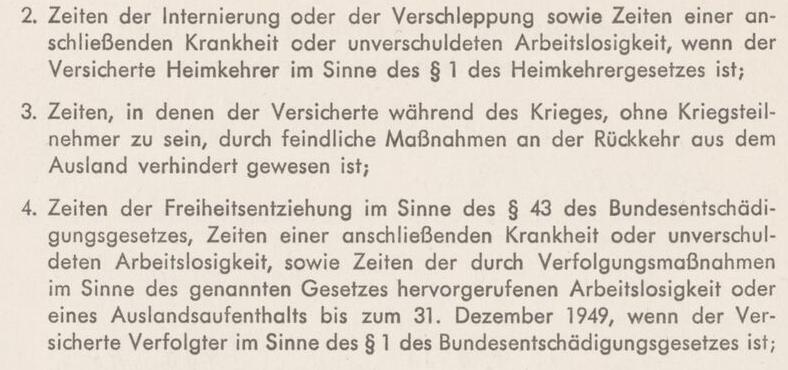 2. Zeiten der Internierung oder der Verschleppung sowie Zeiten einer an-
schließenden Krankheit oder unverschuldeten Arbeitslosigkeit, wenn der
Versicherte Heimkehrer im Sinne des § 1 des Heimkehrergesetzes ist;
3. Zeiten, in denen der Versicherte während des Krieges, ohne Kriegsteil-
nehmer zu sein, durch feindliche Maßnahmen an der Rückkehr aus dem
Ausland verhindert gewesen ist;
4. Zeiten der Freiheitsentziehung im Sinne des § 43 des Bundesentschädi-
gungsgesetzes, Zeiten einer anschließenden Krankheit oder unverschul-
deten Arbeitslosigkeit, sowie Zeiten der durch Verfolgungsmaßnahmen
im Sinne des genannten Gesetzes hervorgerufenen Arbeitslosigkeit oder
eines Auslandsaufenthalts bis zum 31. Dezember 1949, wenn der Ver-
sicherte Verfolgter im Sinne des § 1 des Bundesentschädigungsgesetzes ist;